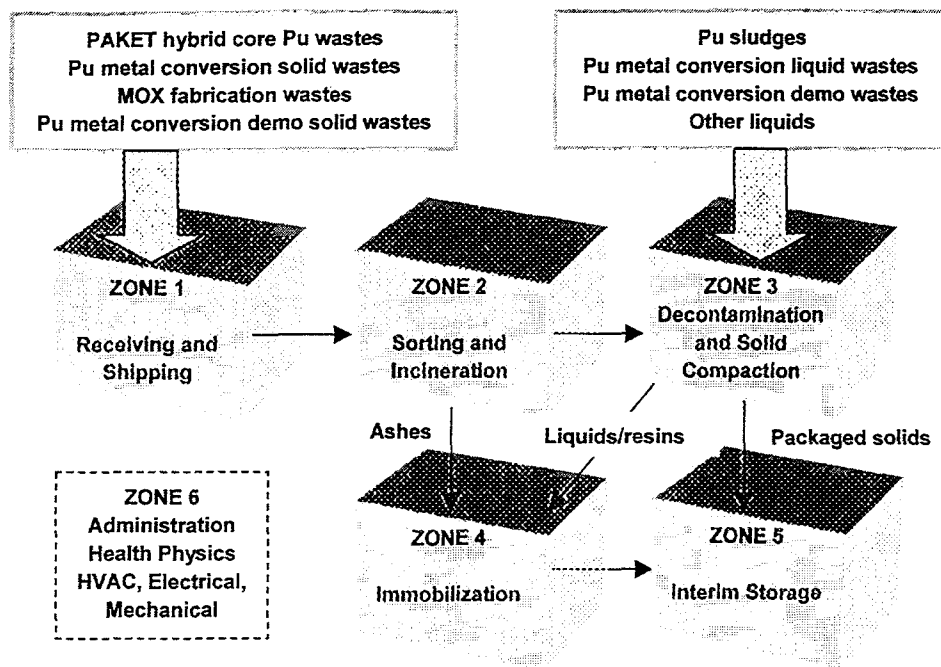 PAKET hybrid core Pu wastes
Pu metal conversion solid wastes
MOX fabrication wastes
Pu metal conversion demo solid wastes
Pu sludges
Pu metal conversion liquid wastes
Pu metal conversion demo wastes
Other liquids
ZONE 1
Receiving and
Shipping
ZONE 2
Sorting and
Incineration
ZONE 3
Decontamination
and Solid
Compaction
Ashes
Liquids/resins
Packaged solids
ZONE 6
Administration
Health Physics
HVAC, Electrical,
Mechanical
ZONE 4
Immobilization
ZONE 5
Interim Storage